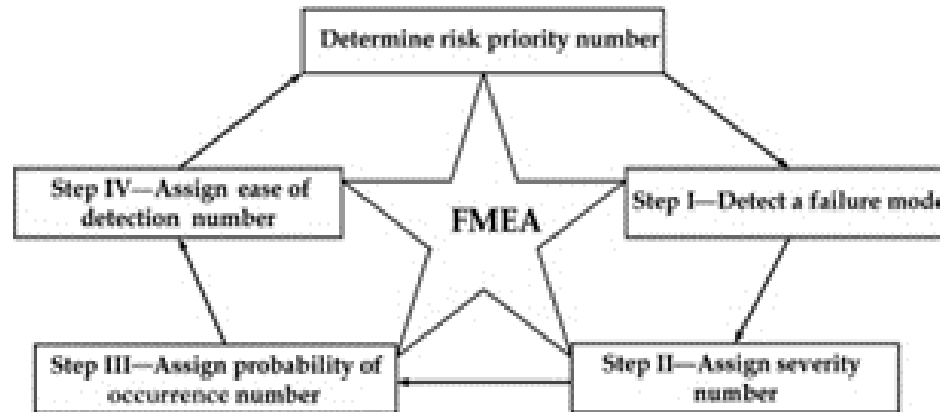 Determine risk priority number
Step IV—Assign ease of
detection number
Step I—Detect a failure mode
FMEA
Step III—Assign probability of
occurrence number
Step II—Assign severity
number